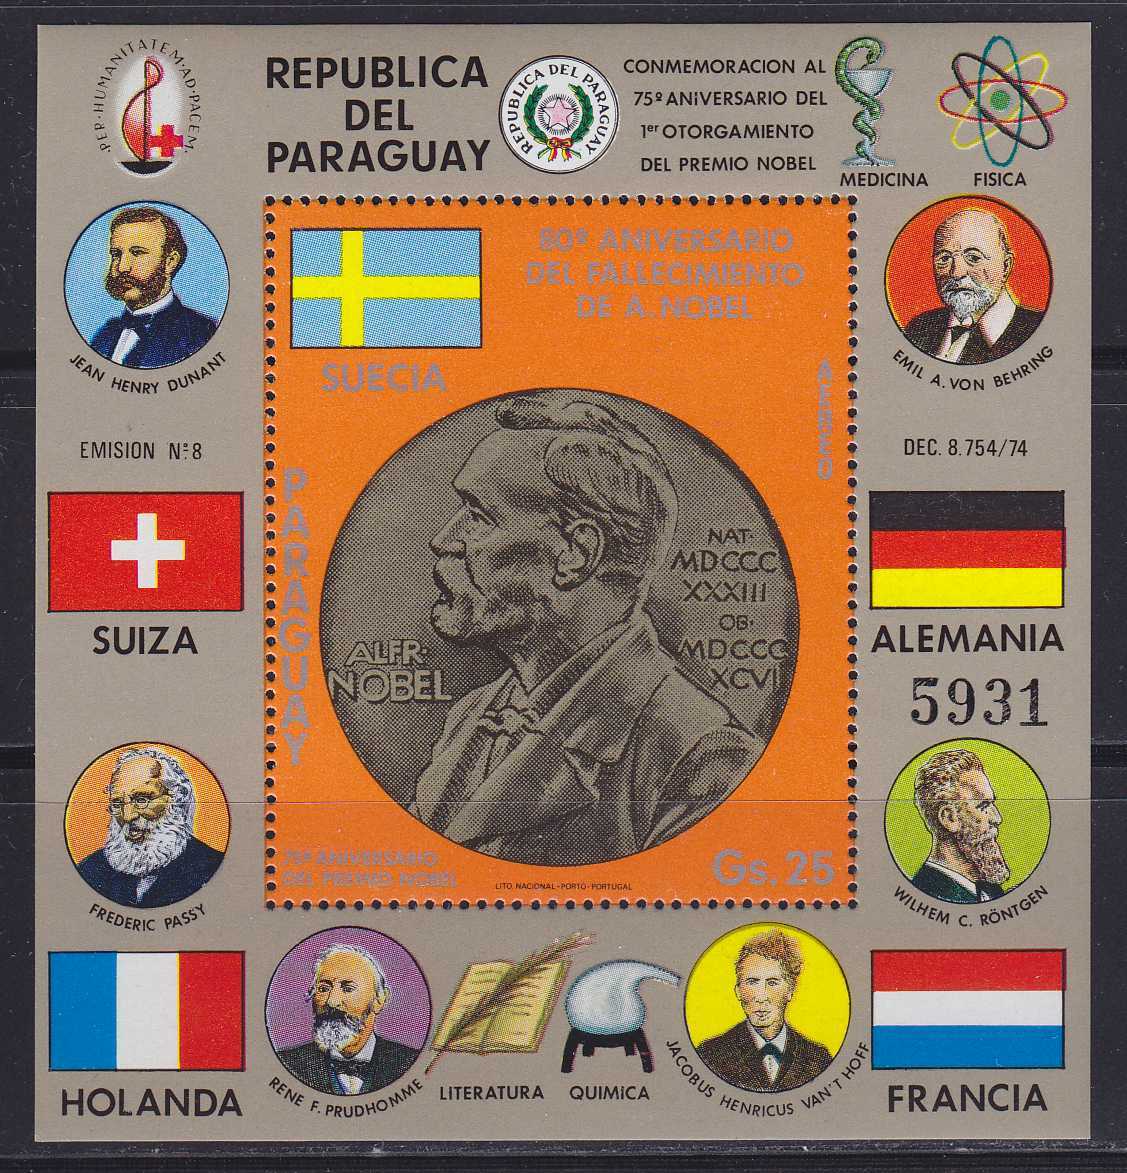 PER·HUMANITATEM·AD·PACEM·
REPUBLICA
DEL
PARAGUAY
REPUBLICA DEL PARAGUAY
CONMEMORACION AL
75º ANIVERSARIO DEL
1er OTORGAMIENTO
DEL PREMIO NOBEL
MEDICINA
FISICA
JEAN HENRY DUNANT
SUECIA
80º ANIVERSARIO
DEL FALLECIMIENTO
DE A. NOBEL
AEREO
EMIL A. VON BEHRING
EMISION Nº 8
DEC. 8.754/74
PARAGUAY
ALFR·
NOBEL
NAT·
MDCCC
XXXIII
OB·
MDCCC
XCVI
SUIZA
ALEMANIA
5931
FREDERIC PASSY
75º ANIVERSARIO
DEL PREMIO NOBEL
LITO. NACIONAL-PORTO-PORTUGAL
Gs. 25
WILHEM C. RÖNTGEN
HOLANDA
RENE F. PRUDHOMME
LITERATURA
QUIMICA
JACOBUS HENRICUS VAN'T HOFF
FRANCIA